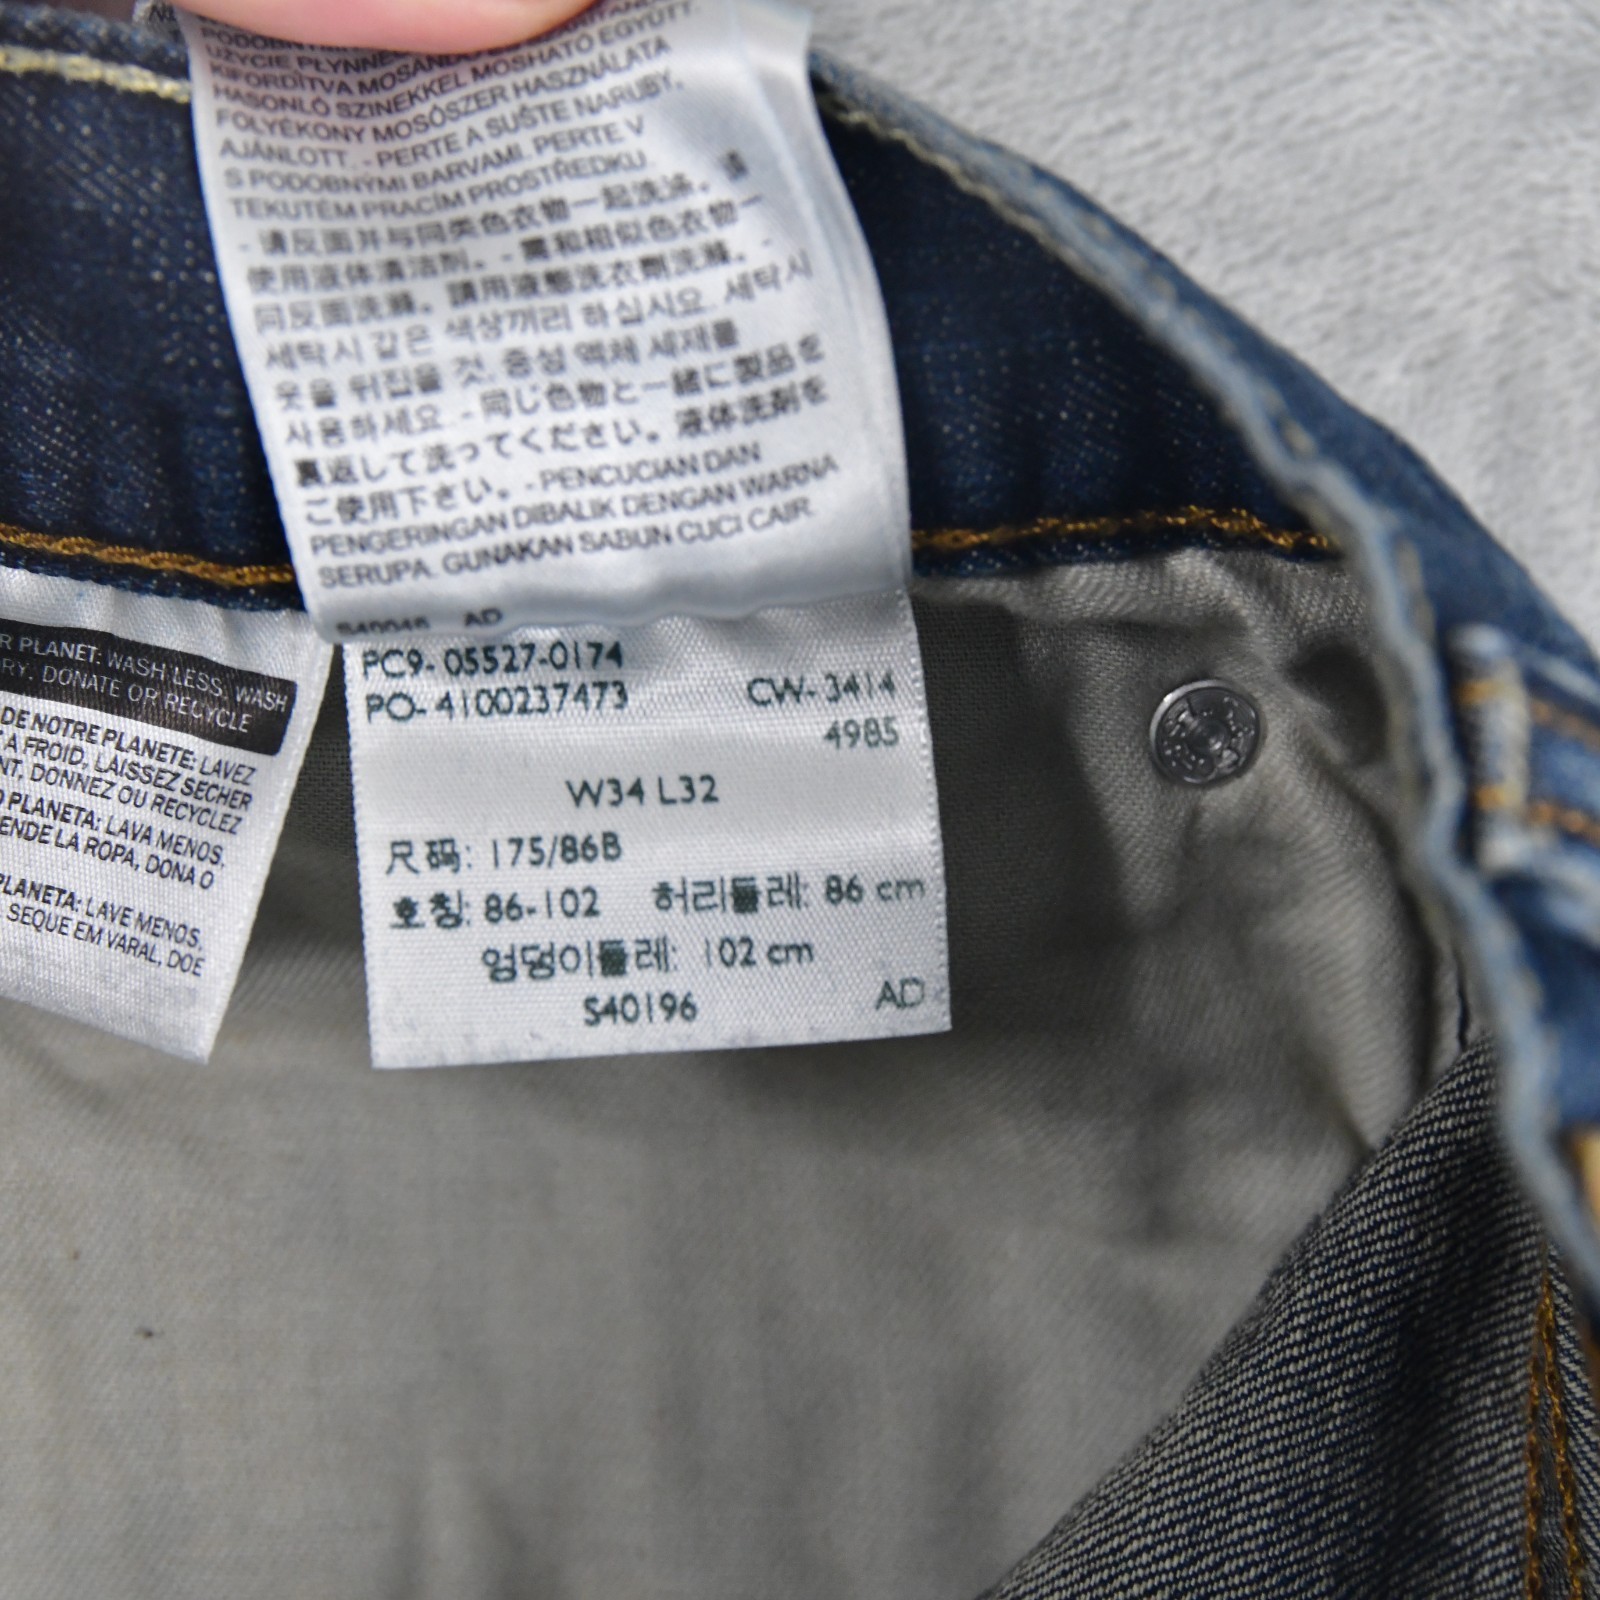 UŻYCIE PŁYNNE
KIFORDÍTVA MOSANDÓ
HASONLÓ SZINEKKEL MOSHATÓ EGYÜTT.
FOLYÉKONY MOSÓSZER HASZNÁLATA
AJÁNLOTT. - PERTE A SUŠTE NARUBY.
S PODOBNÝMI BARVAMI. PERTE V
TEKUTÉM PRACÍM PROSTŘEDKU.
- 请反面并与同类色衣物一起洗涤。请
使用液体清洁剂。 - 需和相似色衣物一
同反面洗滌。請用液態洗衣劑洗滌。 -
세탁시 같은 색상끼리 하십시요. 세탁시
옷을 뒤집을 것. 중성 액체 세제를
사용하세요. - 同じ色物と一緒に製品を
裏返して洗ってください。液体洗剤を
ご使用下さい。 - PENCUCIAN DAN
PENGERINGAN DIBALIK DENGAN WARNA
SERUPA. GUNAKAN SABUN CUCI CAIR.
AD
PC9- 05527-0174
PO- 4100237473 CW- 3414
4985
W34 L32
尺码: 175/86B
호칭: 86-102 허리둘레: 86 cm
엉덩이둘레: 102 cm
S40196 AD
R PLANET: WASH LESS, WASH
RY, DONATE OR RECYCLE
DE NOTRE PLANETE: LAVEZ
A FROID, LAISSEZ SECHER
NT, DONNEZ OU RECYCLEZ
O PLANETA: LAVA MENOS,
ENDE LA ROPA, DONA O
PLANETA: LAVE MENOS,
SEQUE EM VARAL, DOE